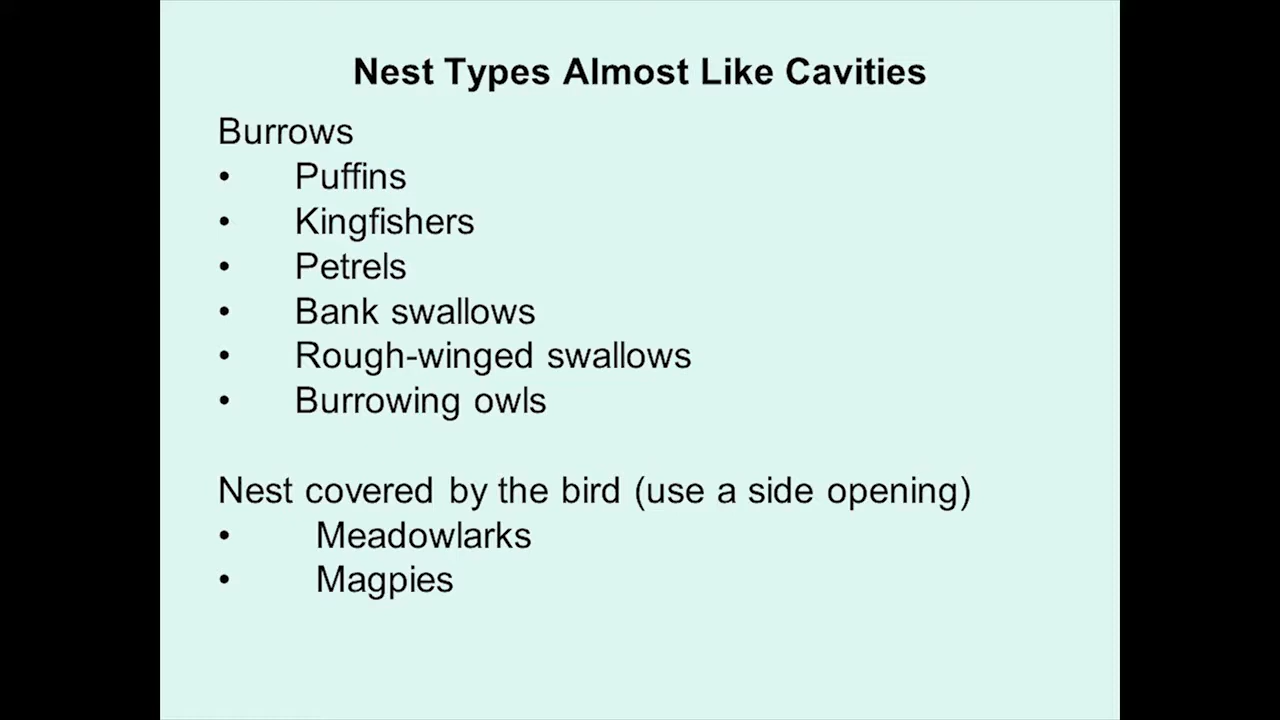 Nest Types Almost Like Cavities
Burrows
• Puffins
• Kingfishers
• Petrels
• Bank swallows
• Rough-winged swallows
• Burrowing owls
Nest covered by the bird (use a side opening)
• Meadowlarks
• Magpies